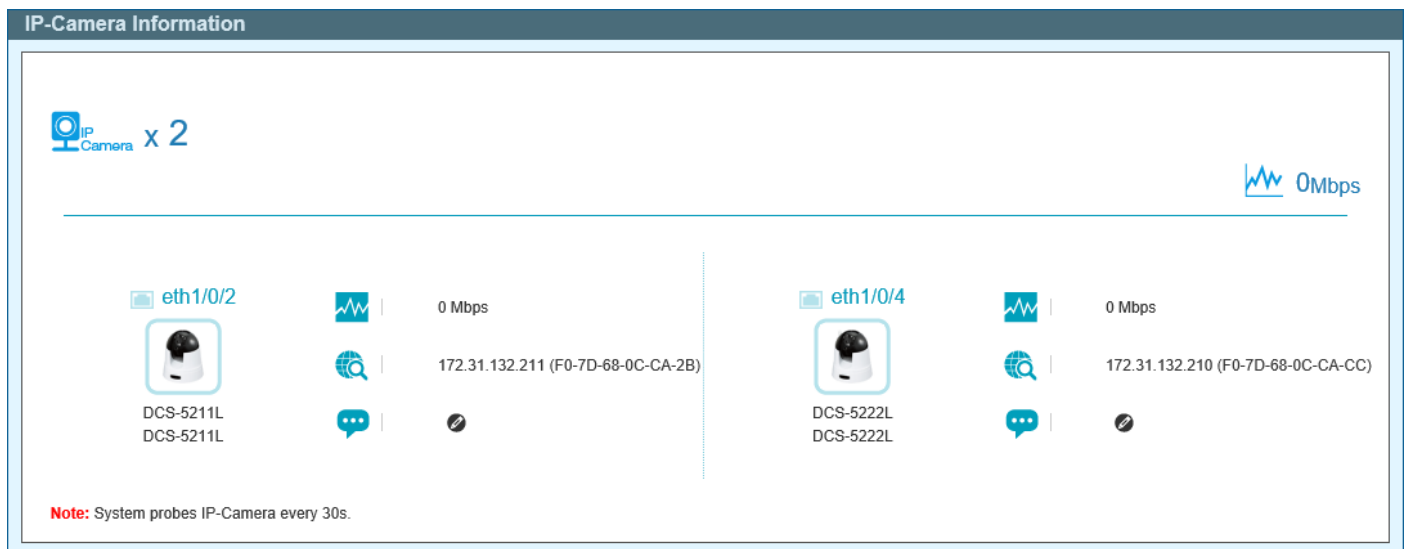 IP-Camera Information
IP
Camera x 2
0Mbps
eth1/0/2
0 Mbps
172.31.132.211 (F0-7D-68-0C-CA-2B)
DCS-5211L
DCS-5211L
eth1/0/4
0 Mbps
172.31.132.210 (F0-7D-68-0C-CA-CC)
DCS-5222L
DCS-5222L
Note: System probes IP-Camera every 30s.